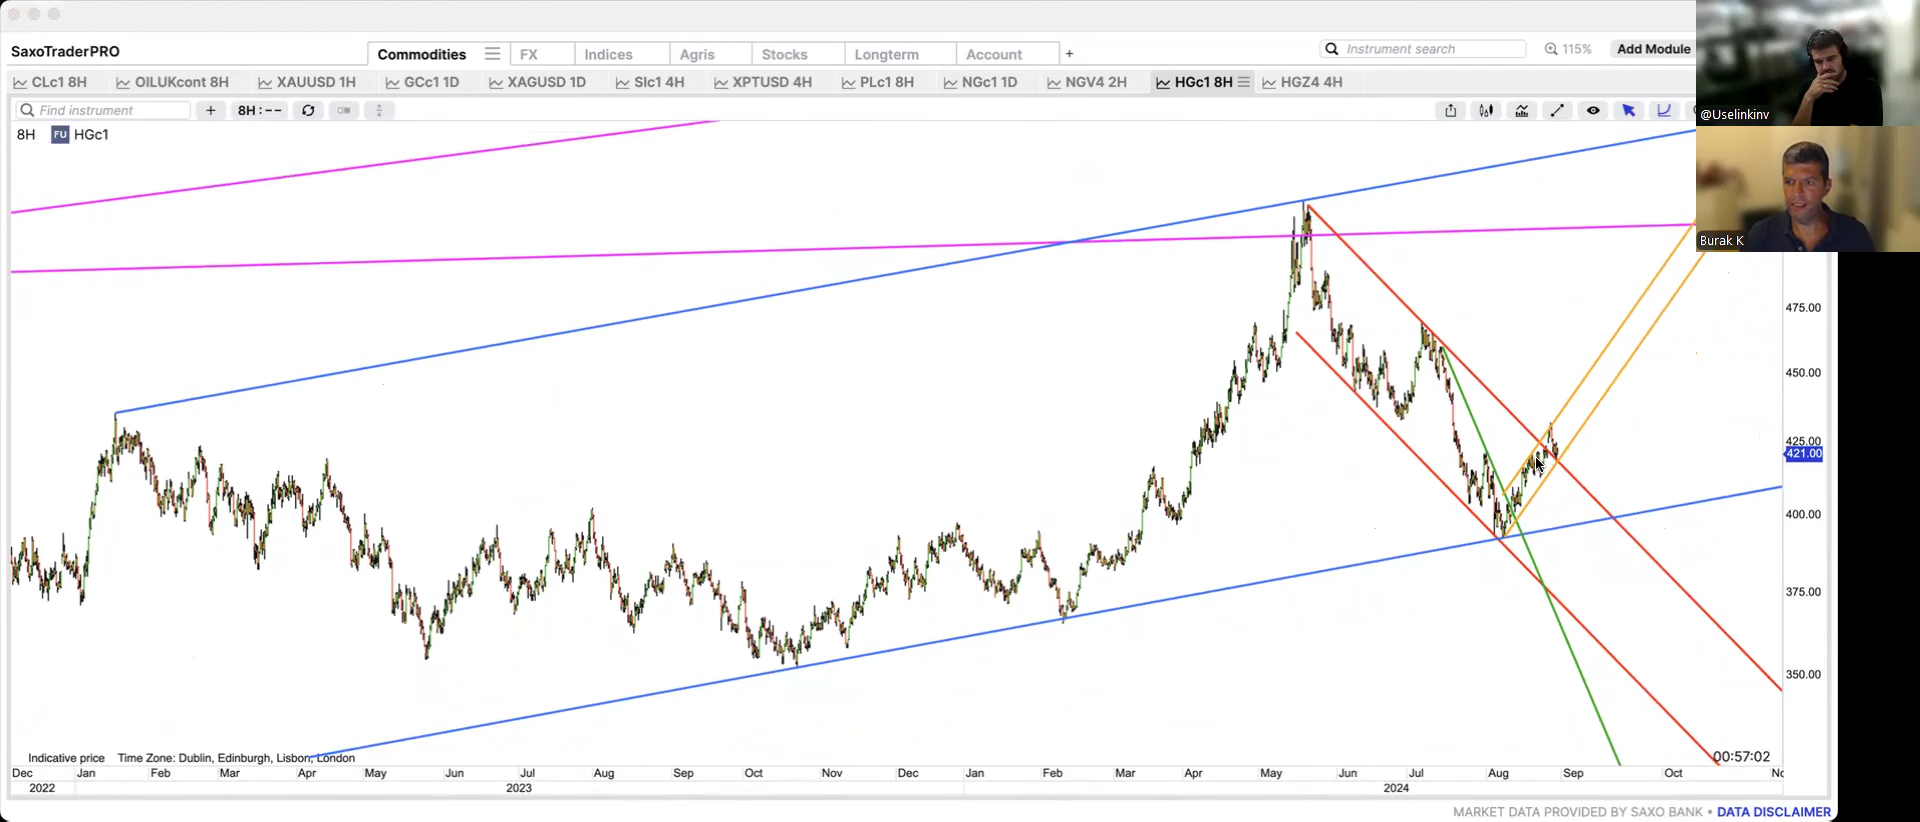 SaxoTraderPRO
Commodities FX Indices Agris Stocks Longterm Account +
Instrument search 115% Add Module
CLc1 8H OILUKcont 8H XAUUSD 1H GCc1 1D XAGUSD 1D SIc1 4H XPTUSD 4H PLc1 8H NGc1 1D NGV4 2H HGc1 8H HGZ4 4H
Find instrument + 8H : --
8H FU HGc1
@Uselinkinv
Burak K
475.00
450.00
425.00
421.00
400.00
375.00
350.00
Indicative price Time Zone: Dublin, Edinburgh, Lisbon, London
00:57:02
Dec Jan Feb Mar Apr May Jun Jul Aug Sep Oct Nov Dec Jan Feb Mar Apr May Jun Jul Aug Sep Oct
2022 2023 2024
MARKET DATA PROVIDED BY SAXO BANK • DATA DISCLAIMER